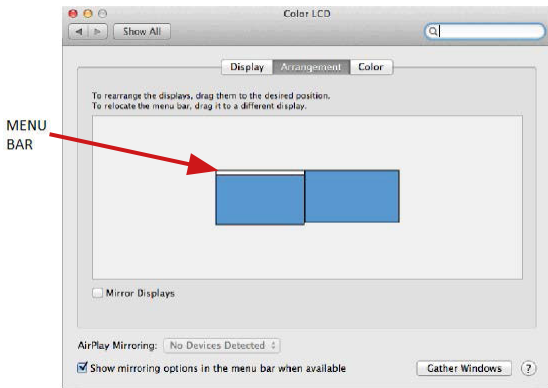 Color LCD
Show All
Display Arrangement Color
To rearrange the displays, drag them to the desired position.
To relocate the menu bar, drag it to a different display.
MENU
BAR
Mirror Displays
AirPlay Mirroring: No Devices Detected
Show mirroring options in the menu bar when available
Gather Windows ?